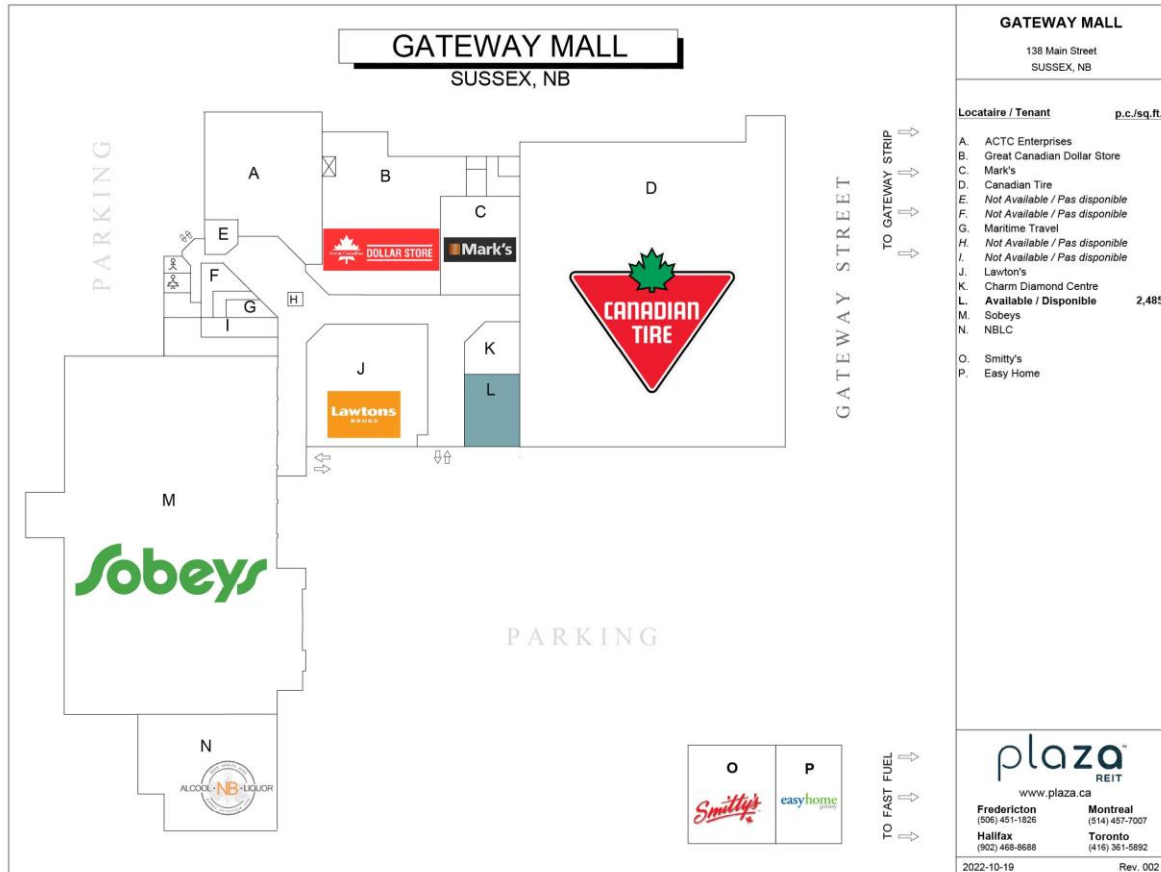 GATEWAY MALL
SUSSEX, NB
PARKING
A
B
C
Great Canadian
DOLLAR STORE
Mark's
D
CANADIAN
TIRE
E
F
G
H
I
J
Lawtons
DRUGS
K
L
M
Sobeys
N
ALCOOL · NB · LIQUOR
PARKING
O
Smitty's
P
easyhome
GATEWAY STREET
TO GATEWAY STRIP
TO FAST FUEL
GATEWAY MALL
138 Main Street
SUSSEX, NB
Locataire / Tenant p.c./sq.ft.
A. ACTC Enterprises
B. Great Canadian Dollar Store
C. Mark's
D. Canadian Tire
E. Not Available / Pas disponible
F. Not Available / Pas disponible
G. Maritime Travel
H. Not Available / Pas disponible
I. Not Available / Pas disponible
J. Lawton's
K. Charm Diamond Centre
L. Available / Disponible 2,485
M. Sobeys
N. NBLC
O. Smitty's
P. Easy Home
plaza
REIT
www.plaza.ca
Fredericton Montreal
(506) 451-1826 (514) 457-7007
Halifax Toronto
(902) 468-8688 (416) 361-5892
2022-10-19 Rev. 002